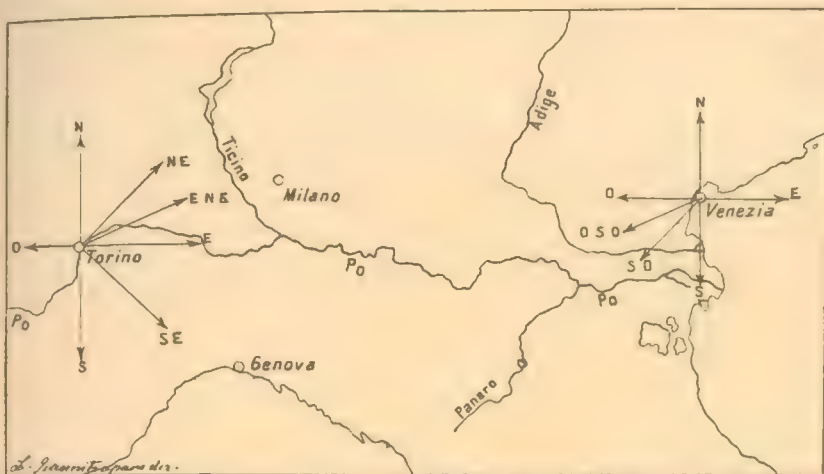 N
NE
ENE
E
O
Torino
SE
S
Po
Ticino
Milano
Genova
Po
Adige
Panaro
Po
N
O
E
Venezia
OSO
SO
S